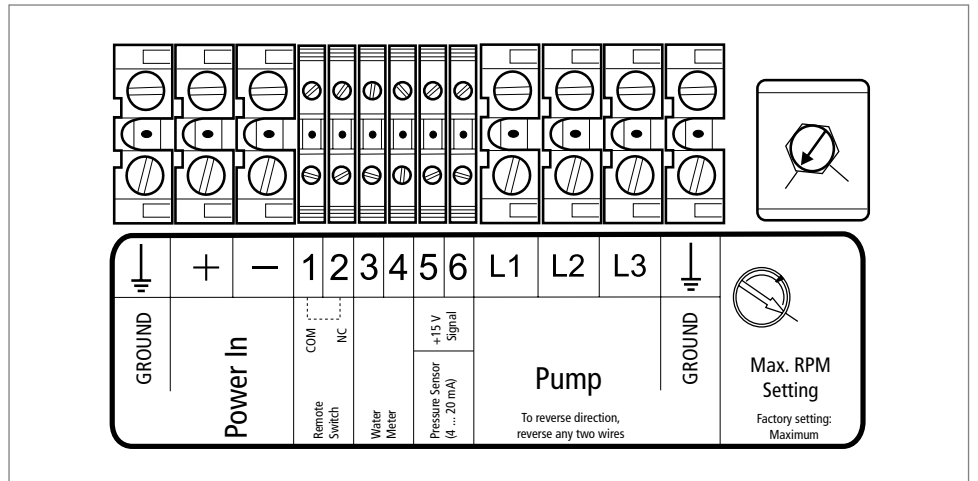 + − 1 2 3 4 5 6 L1 L2 L3
GROUND
Power In
COM
NC
Remote
Switch
Water
Meter
+15 V
Signal
Pressure Sensor
(4 ... 20 mA)
Pump
To reverse direction,
reverse any two wires
GROUND
Max. RPM
Setting
Factory setting:
Maximum